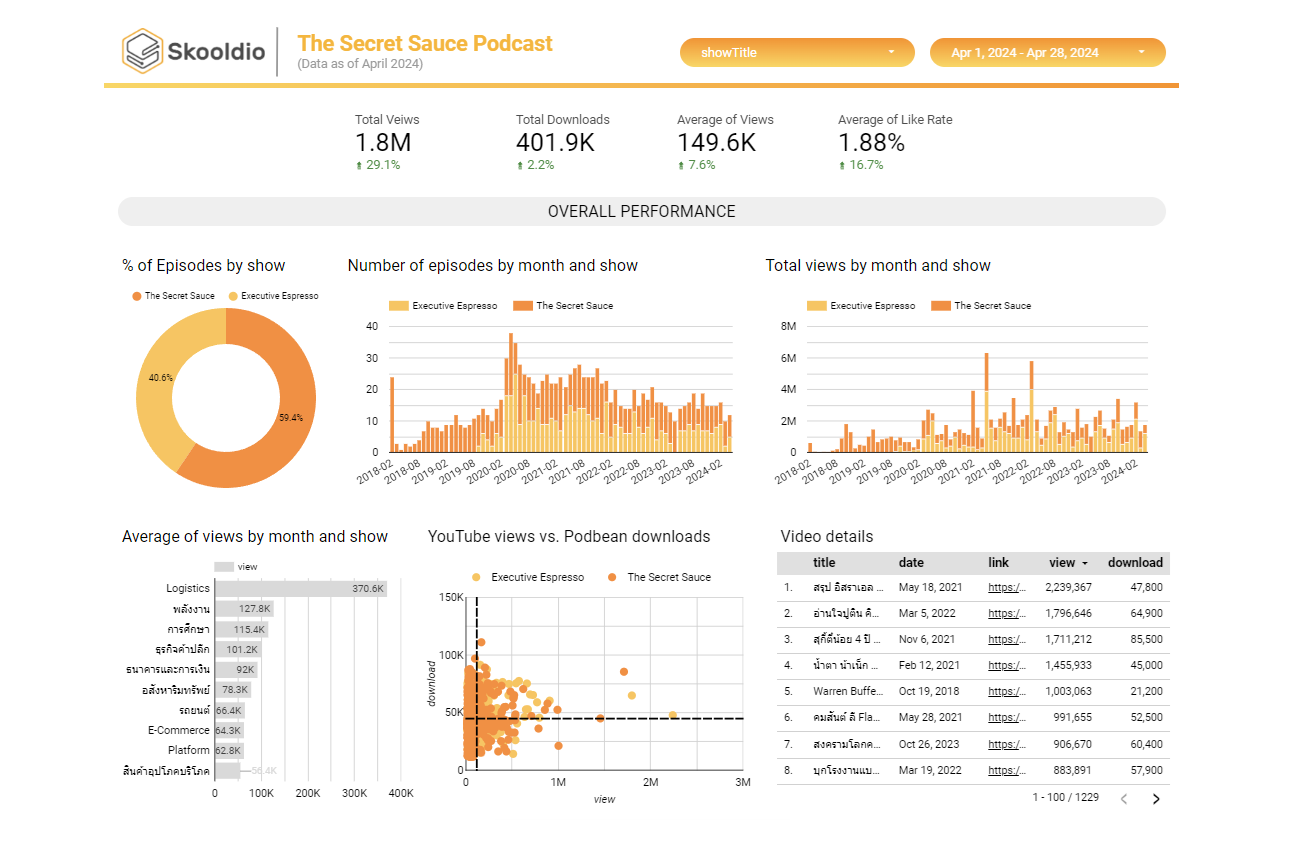 Skooldio
The Secret Sauce Podcast
(Data as of April 2024)
showTitle
Apr 1, 2024 - Apr 28, 2024
Total Veiws
1.8M
29.1%
Total Downloads
401.9K
2.2%
Average of Views
149.6K
7.6%
Average of Like Rate
1.88%
16.7%
OVERALL PERFORMANCE
% of Episodes by show
The Secret Sauce Executive Espresso
40.6%
59.4%
Number of episodes by month and show
Executive Espresso The Secret Sauce
40
30
20
10
0
2018-02 2018-08 2019-02 2019-08 2020-02 2020-08 2021-02 2021-08 2022-02 2022-08 2023-02 2023-08 2024-02
Total views by month and show
Executive Espresso The Secret Sauce
8M
6M
4M
2M
0
2018-02 2018-08 2019-02 2019-08 2020-02 2020-08 2021-02 2021-08 2022-02 2022-08 2023-02 2023-08 2024-02
Average of views by month and show
view
Logistics 370.6K
พลังงาน 127.8K
การศึกษา 115.4K
ธุรกิจค้าปลีก 101.2K
ธนาคารและการเงิน 92K
อสังหาริมทรัพย์ 78.3K
รถยนต์ 66.4K
E-Commerce 64.3K
Platform 62.8K
สินค้าอุปโภคบริโภค 56.4K
0 100K 200K 300K 400K
YouTube views vs. Podbean downloads
Executive Espresso The Secret Sauce
150K
100K
50K
0
download
0 1M 2M 3M
view
Video details
title date link view download
1. สรุป อิสราเอล ... May 18, 2021 https:/... 2,239,367 47,800
2. อ่านใจปูติน คิ... Mar 5, 2022 https:/... 1,796,646 64,900
3. สุกี้ตี๋น้อย 4 ปี ... Nov 6, 2021 https:/... 1,711,212 85,500
4. น้ำตา น้าเน็ก ... Feb 12, 2021 https:/... 1,455,933 45,000
5. Warren Buffe... Oct 19, 2018 https:/... 1,003,063 21,200
6. คมสันต์ ลี Fla... May 28, 2021 https:/... 991,655 52,500
7. สงครามโลกค... Oct 26, 2023 https:/... 906,670 60,400
8. บุกโรงงานแบ... Mar 19, 2022 https:/... 883,891 57,900
1 - 100 / 1229